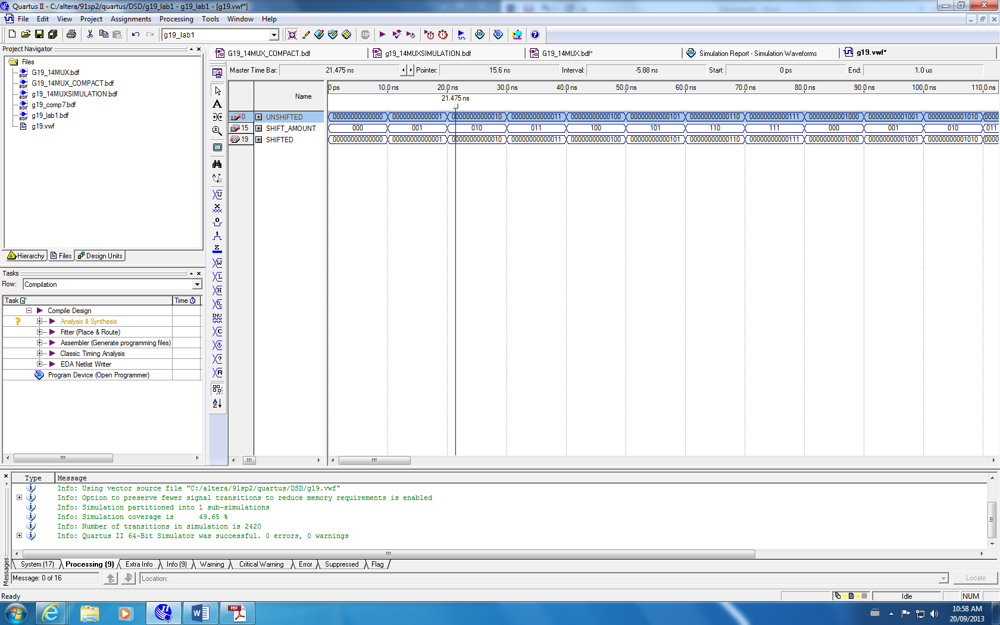 Quartus II - C:/altera/91sp2/quartus/DSD/g19_lab1 - g19_lab1 - [g19.vwf*]
File Edit View Project Assignments Processing Tools Window Help
g19_lab1
Project Navigator
Files
G19_14MUX.bdf
G19_14MUX_COMPACT.bdf
g19_14MUXSIMULATION.bdf
g19_comp7.bdf
g19_lab1.bdf
g19.vwf
Hierarchy Files Design Units
Tasks
Flow: Compilation
Task Time
Compile Design
Analysis & Synthesis
Fitter (Place & Route)
Assembler (Generate programming files)
Classic Timing Analysis
EDA Netlist Writer
Program Device (Open Programmer)
G19_14MUX_COMPACT.bdf g19_14MUXSIMULATION.bdf G19_14MUX.bdf* Simulation Report - Simulation Waveforms g19.vwf*
Master Time Bar: 21.475 ns Pointer: 15.6 ns Interval: -5.88 ns Start: 0 ps End: 1.0 us
Name
0 ps 10.0 ns 20.0 ns 30.0 ns 40.0 ns 50.0 ns 60.0 ns 70.0 ns 80.0 ns 90.0 ns 100.0 ns 110.0 ns
21.475 ns
0 UNSHIFTED 00000000000000 00000000000001 00000000000010 00000000000011 00000000000100 00000000000101 00000000000110 00000000000111 00000000001000 00000000001001 00000000001010 0000
15 SHIFT_AMOUNT 000 001 010 011 100 101 110 111 000 001 010 011
19 SHIFTED 00000000000000 00000000000001 00000000000010 00000000000011 00000000000100 00000000000101 00000000000110 00000000000111 00000000001000 00000000001001 00000000001010 0000
Type Message
Info: Using vector source file "C:/altera/91sp2/quartus/DSD/g19.vwf"
Info: Option to preserve fewer signal transitions to reduce memory requirements is enabled
Info: Simulation partitioned into 1 sub-simulations
Info: Simulation coverage is 49.65 %
Info: Number of transitions in simulation is 2420
Info: Quartus II 64-Bit Simulator was successful. 0 errors, 0 warnings
System (17) Processing (9) Extra Info Info (9) Warning Critical Warning Error Suppressed Flag
Messages
Message: 0 of 16 Location: Locate
Ready Idle NUM
10:58 AM
20/09/2013